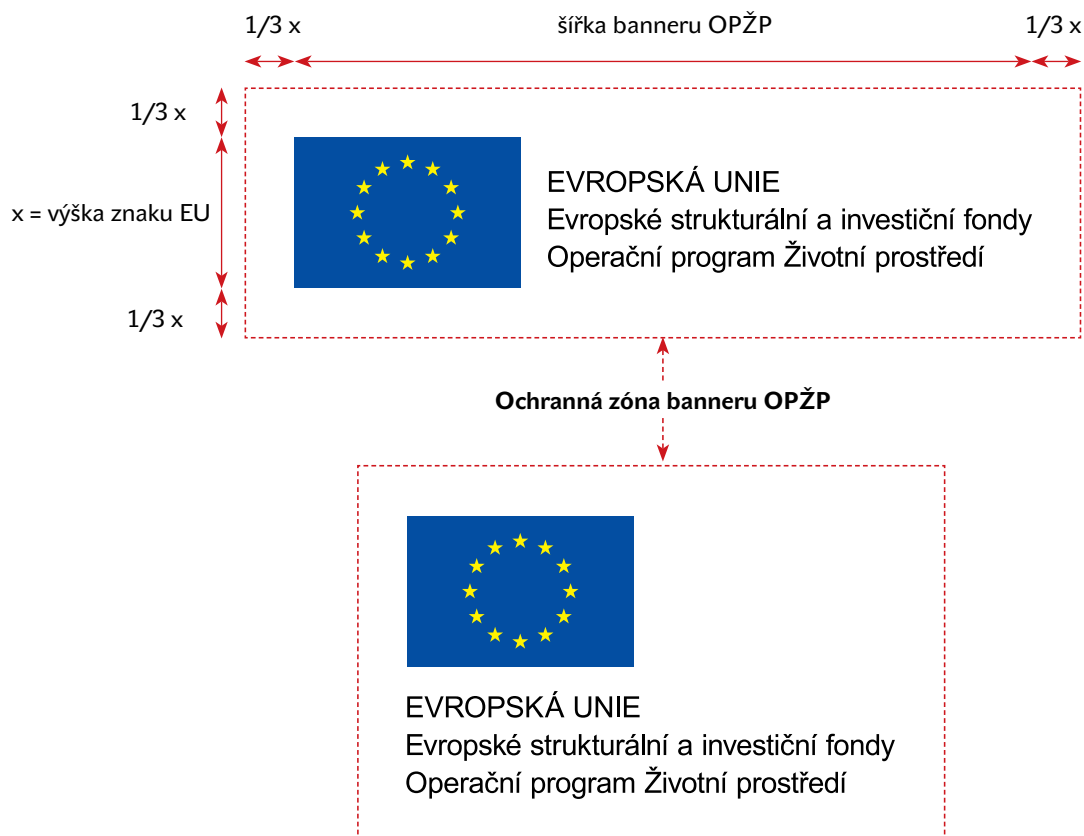 1/3 x
šířka banneru OPŽP
1/3 x
1/3 x
x = výška znaku EU
1/3 x
EVROPSKÁ UNIE
Evropské strukturální a investiční fondy
Operační program Životní prostředí
Ochranná zóna banneru OPŽP
EVROPSKÁ UNIE
Evropské strukturální a investiční fondy
Operační program Životní prostředí